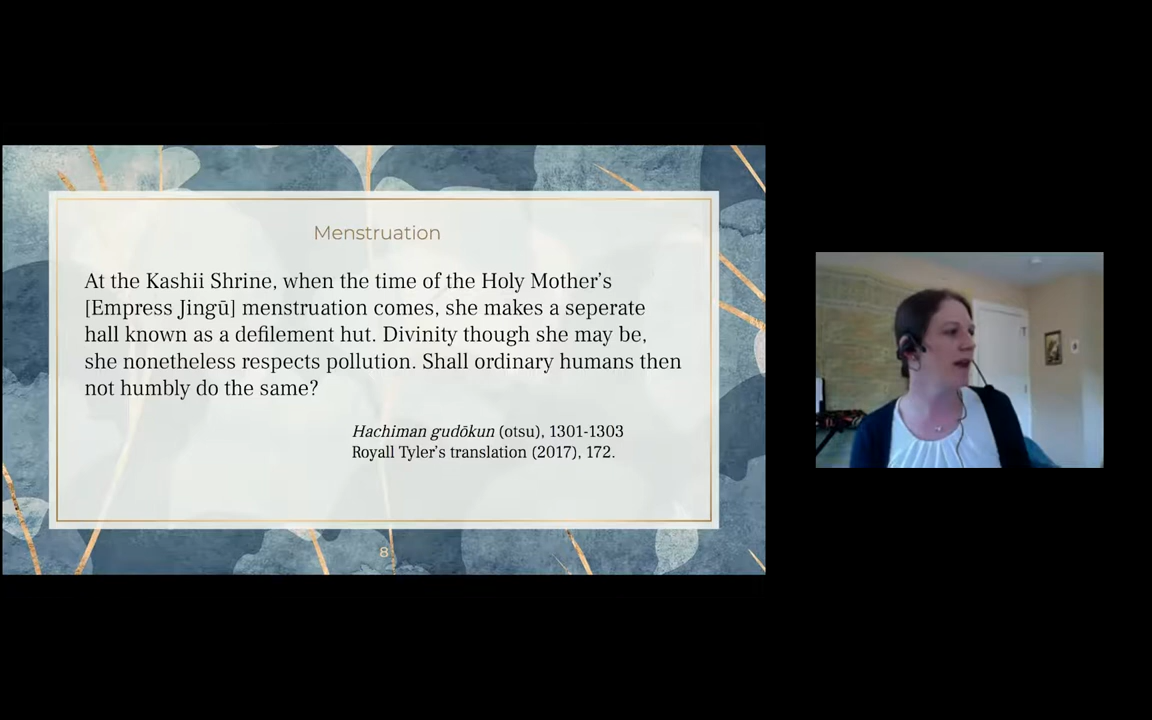 Menstruation
At the Kashii Shrine, when the time of the Holy Mother's
[Empress Jingū] menstruation comes, she makes a seperate
hall known as a defilement hut. Divinity though she may be,
she nonetheless respects pollution. Shall ordinary humans then
not humbly do the same?
Hachiman gudōkun (otsu), 1301-1303
Royall Tyler's translation (2017), 172.
8